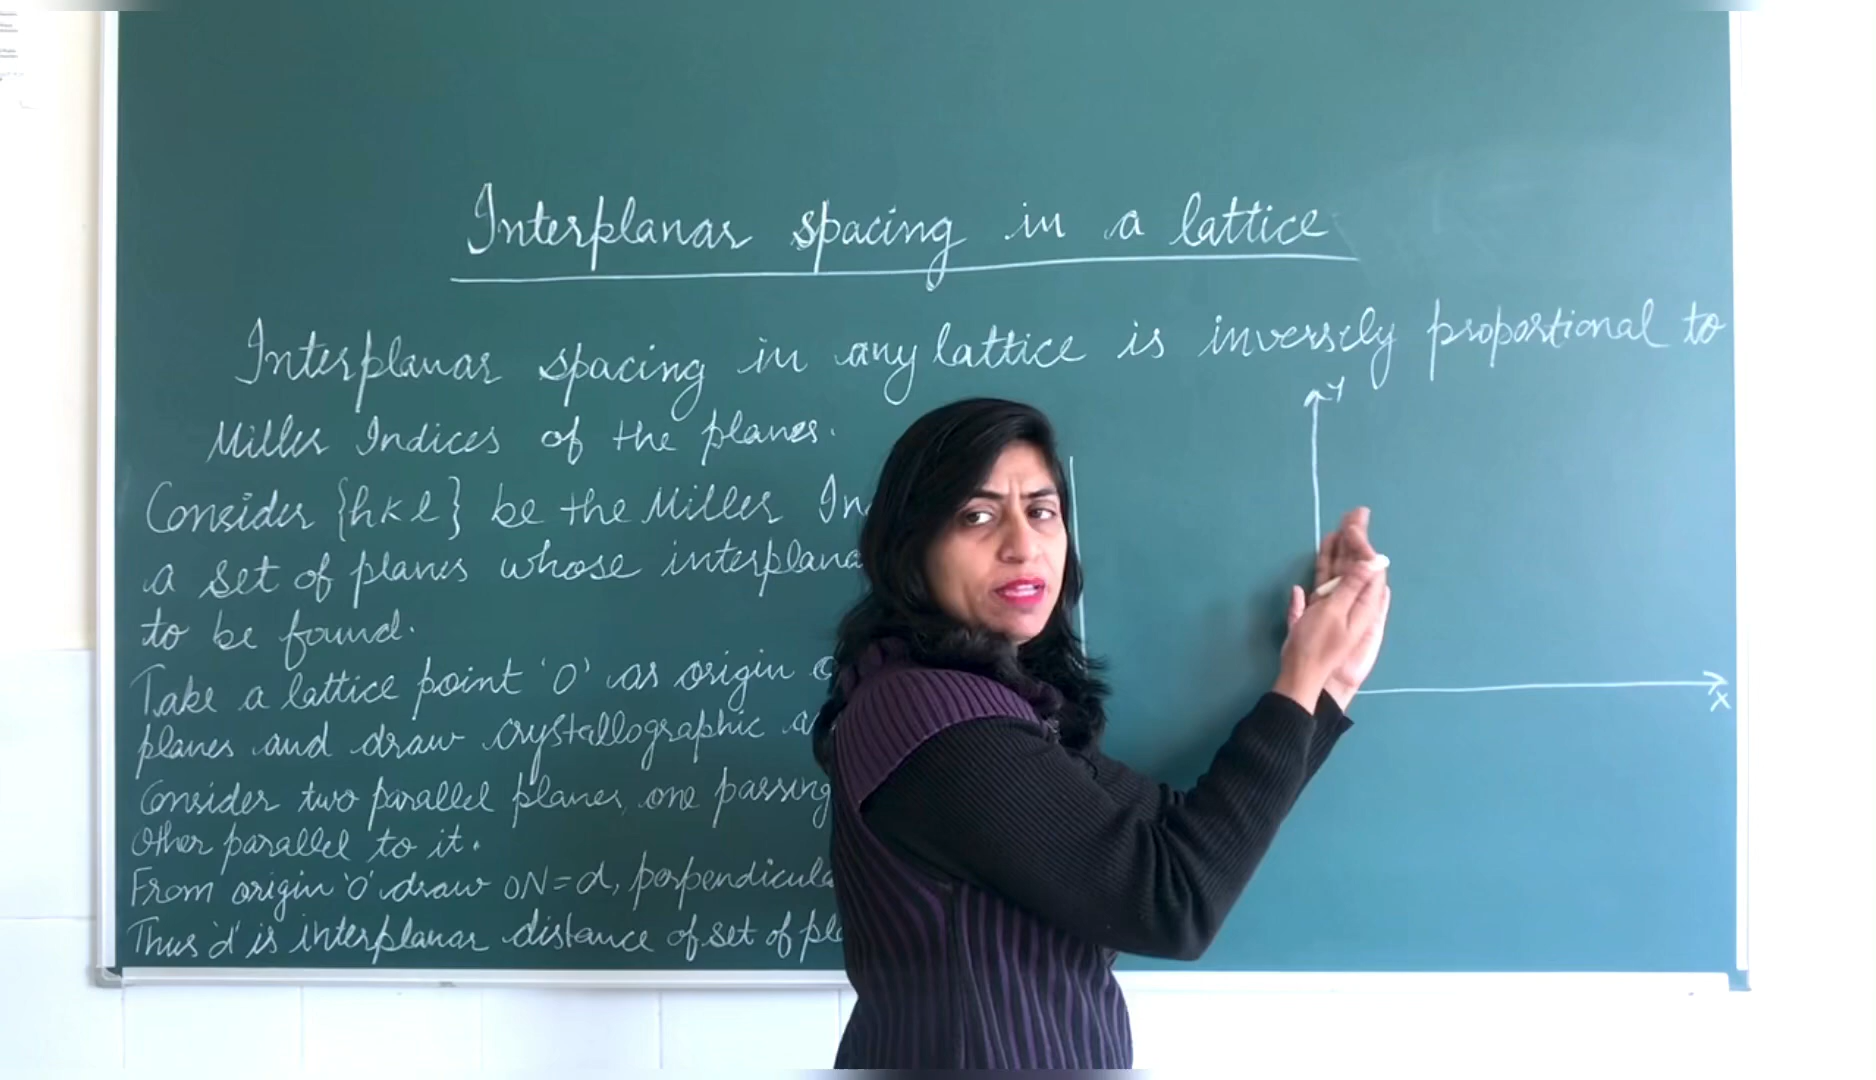 Interplanar spacing in a lattice
Interplanar spacing in any lattice is inversely proportional to
Miller Indices of the planes.
Consider {hkl} be the Miller In
a set of planes whose interplana
to be found.
Take a lattice point 'O' as origin o
planes and draw crystallographic a
Consider two parallel planes, one passing
other parallel to it.
From origin 'O' draw ON=d, perpendicula
Thus 'd' is interplanar distance of set of pla
Y
X